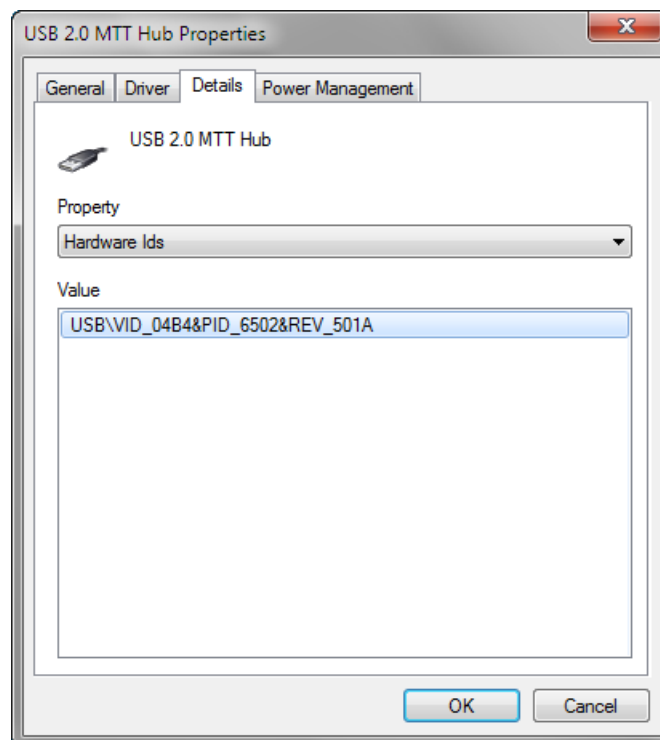 USB 2.0 MTT Hub Properties
General Driver Details Power Management
USB 2.0 MTT Hub
Property
Hardware Ids
Value
USB\VID_04B4&PID_6502&REV_501A
OK Cancel